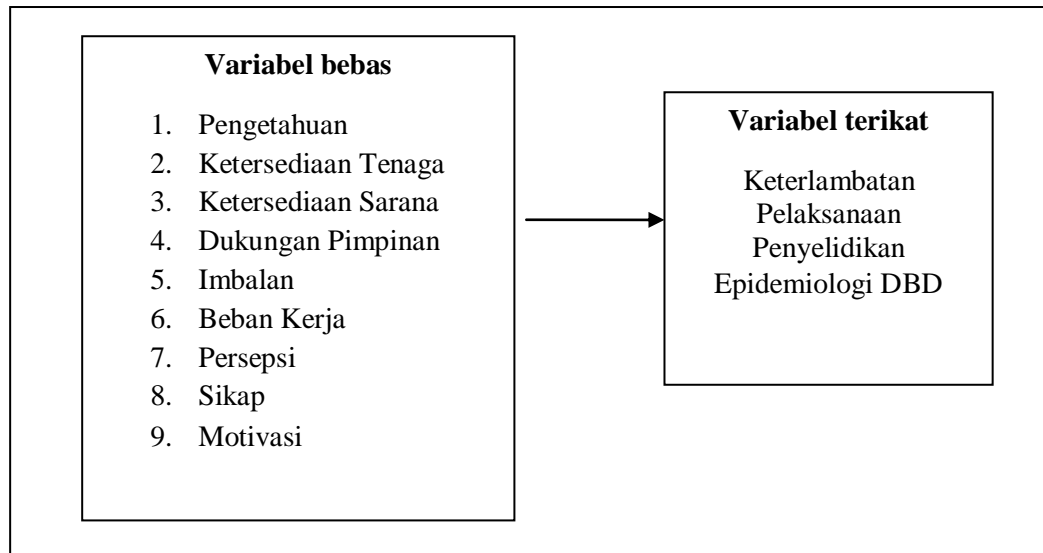 Variabel bebas
1. Pengetahuan
2. Ketersediaan Tenaga
3. Ketersediaan Sarana
4. Dukungan Pimpinan
5. Imbalan
6. Beban Kerja
7. Persepsi
8. Sikap
9. Motivasi
Variabel terikat
Keterlambatan
Pelaksanaan
Penyelidikan
Epidemiologi DBD